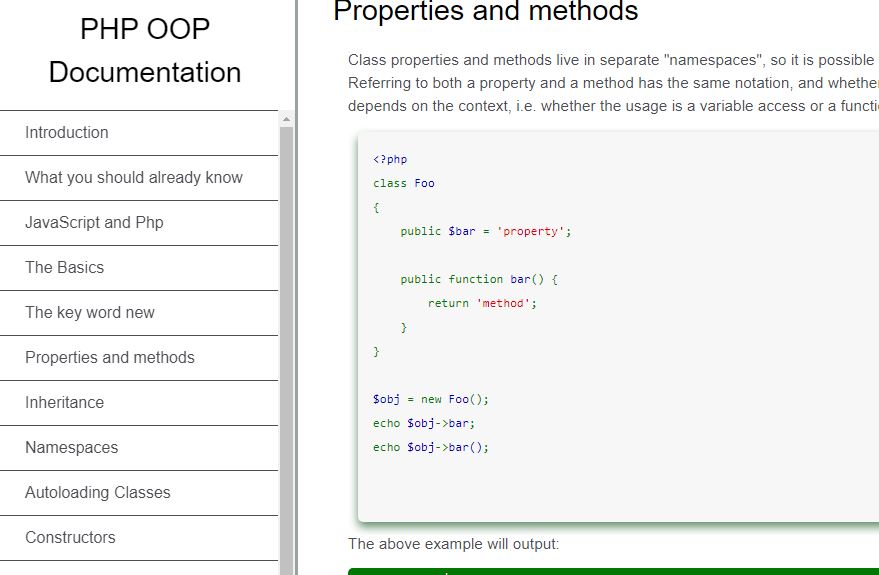 PHP OOP
Documentation
Introduction
What you should already know
JavaScript and Php
The Basics
The key word new
Properties and methods
Inheritance
Namespaces
Autoloading Classes
Constructors
Properties and methods
Class properties and methods live in separate "namespaces", so it is possible
Referring to both a property and a method has the same notation, and whether
depends on the context, i.e. whether the usage is a variable access or a functi
<?php
class Foo
{
    public $bar = 'property';
    public function bar() {
        return 'method';
    }
}
$obj = new Foo();
echo $obj->bar;
echo $obj->bar();
The above example will output: